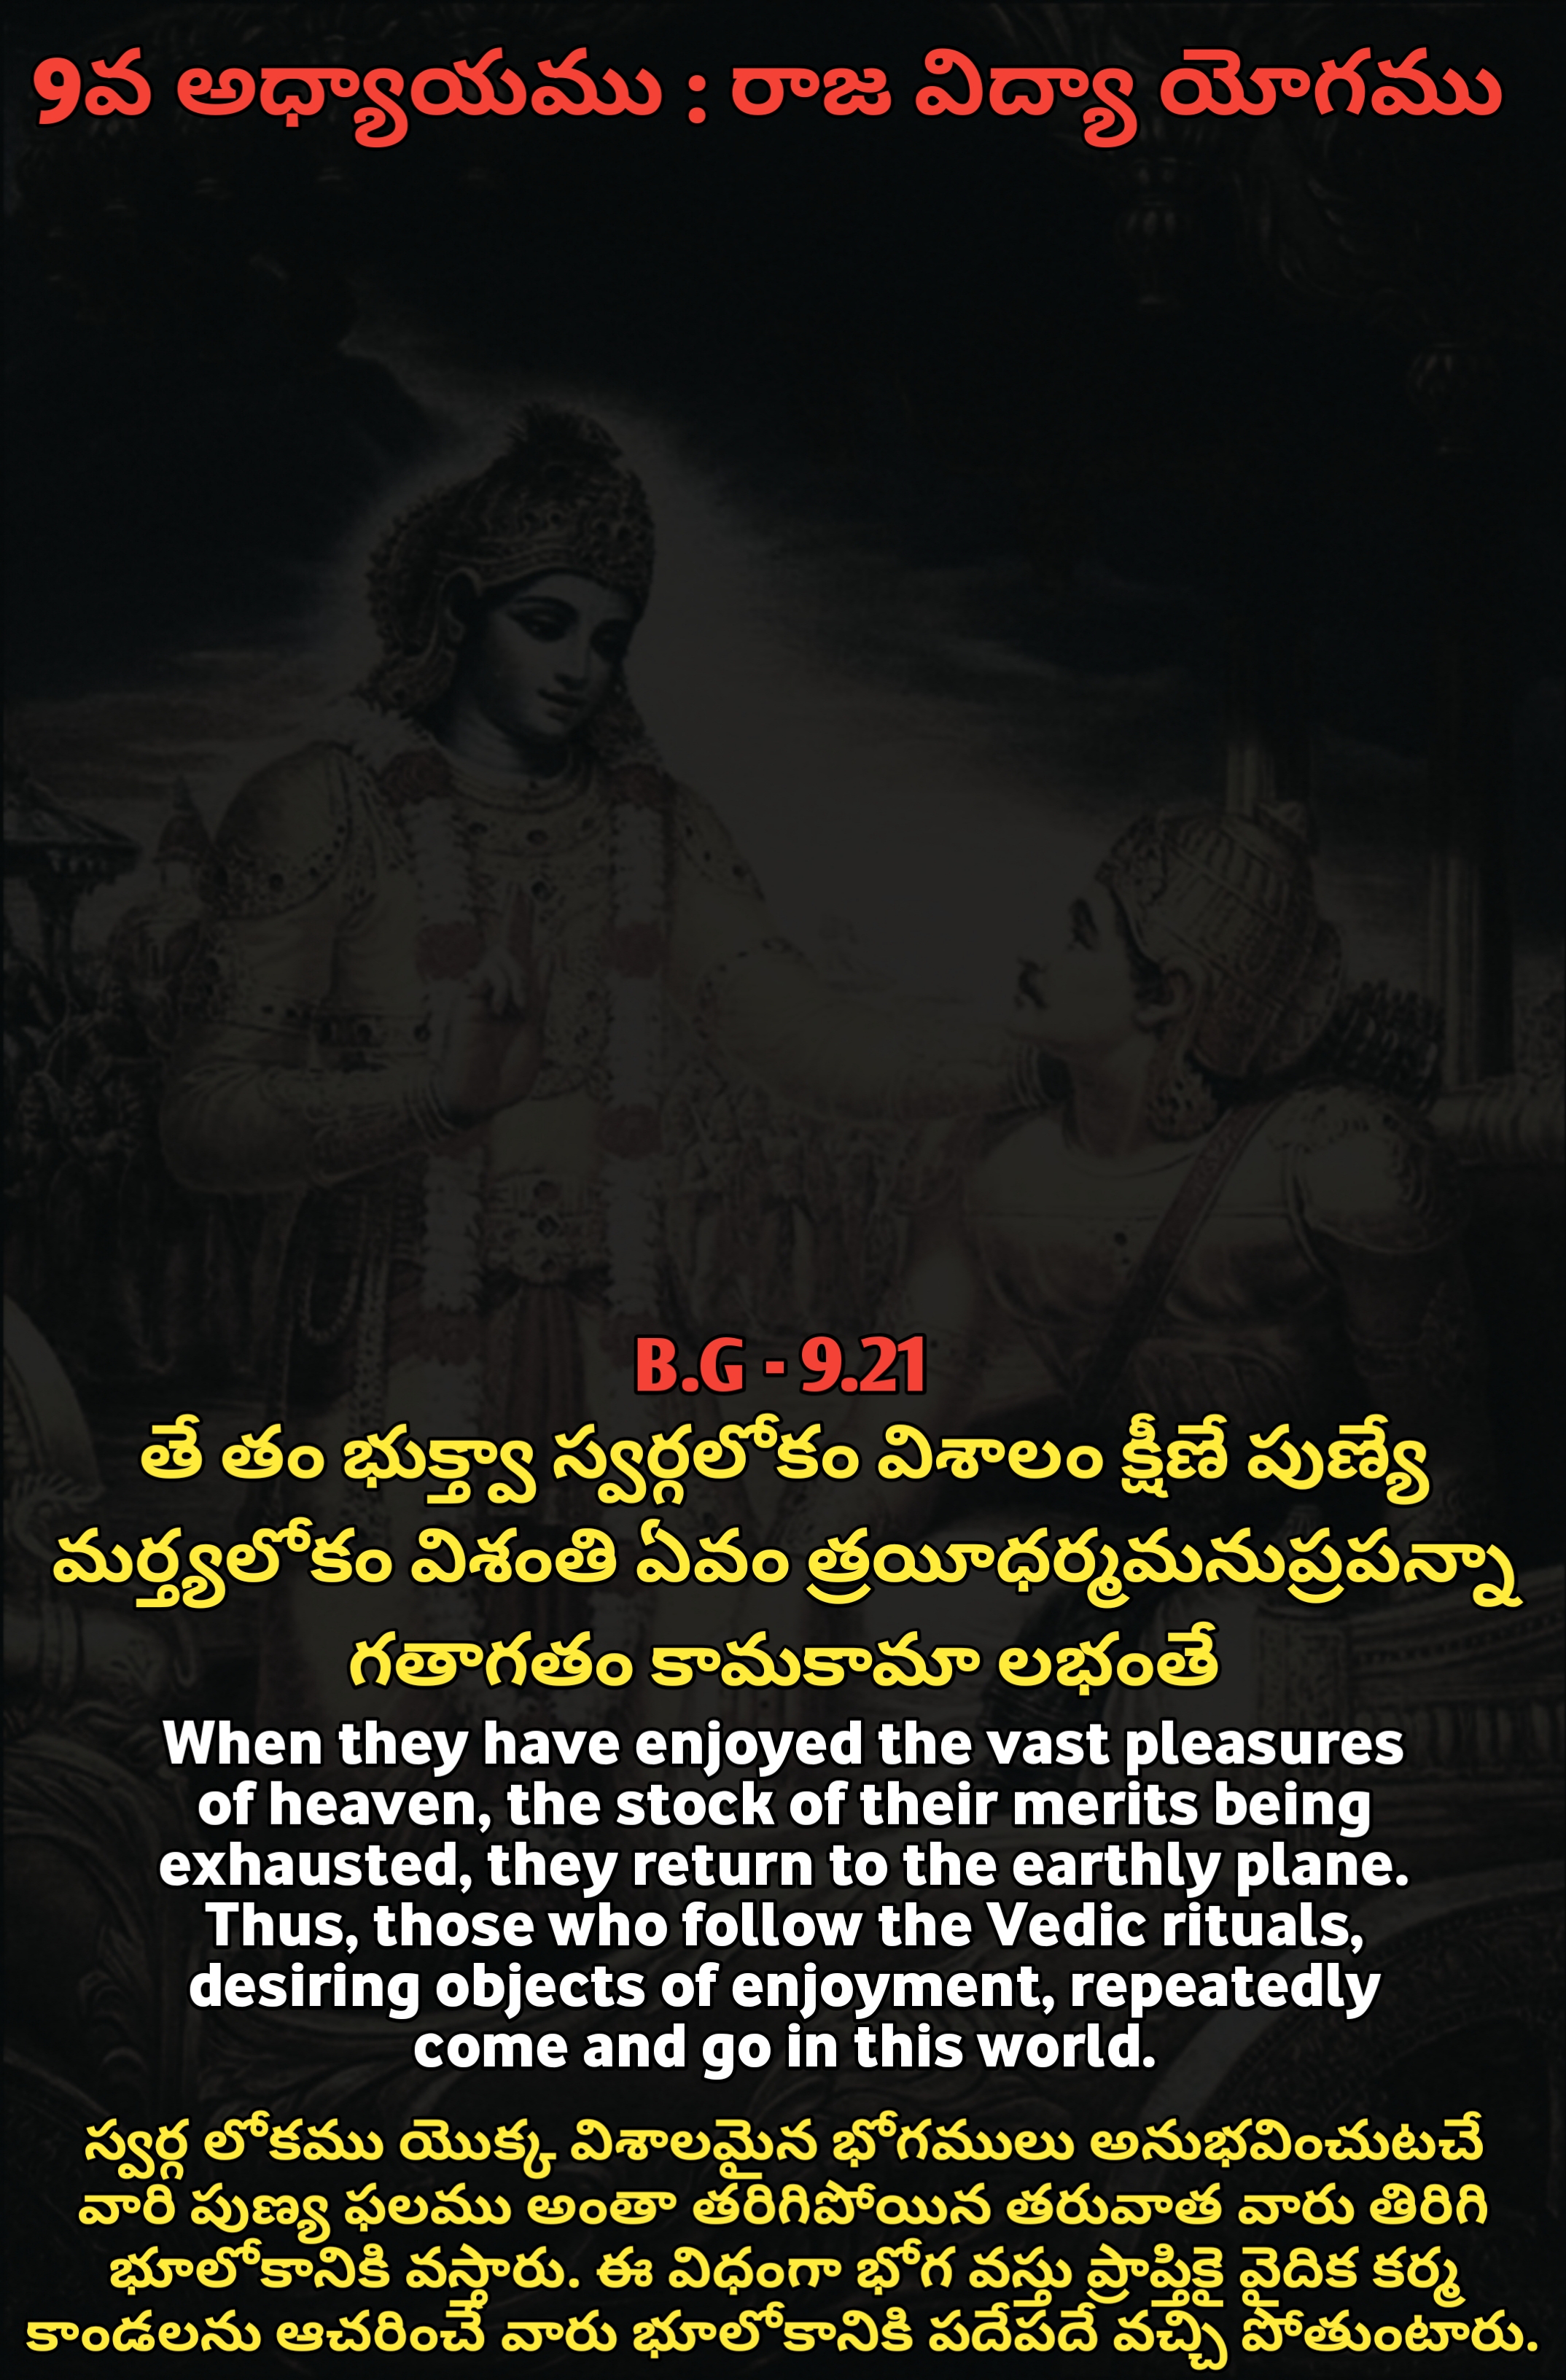 9వ అధ్యాయము : రాజ విద్యా యోగము
B.G - 9.21
తే తం భుక్త్వా స్వర్గలోకం విశాలం క్షీణే పుణ్యే
మర్త్యలోకం విశంతి ఏవం త్రయీధర్మమనుప్రపన్నా
గతాగతం కామకామా లభంతే
When they have enjoyed the vast pleasures
of heaven, the stock of their merits being
exhausted, they return to the earthly plane.
Thus, those who follow the Vedic rituals,
desiring objects of enjoyment, repeatedly
come and go in this world.
స్వర్గ లోకము యొక్క విశాలమైన భోగములు అనుభవించుటచే
వారి పుణ్య ఫలము అంతా తరిగిపోయిన తరువాత వారు తిరిగి
భూలోకానికి వస్తారు. ఈ విధంగా భోగ వస్తు ప్రాప్తికై వైదిక కర్మ
కాండలను ఆచరించే వారు భూలోకానికి పదేపదే వచ్చి పోతుంటారు.